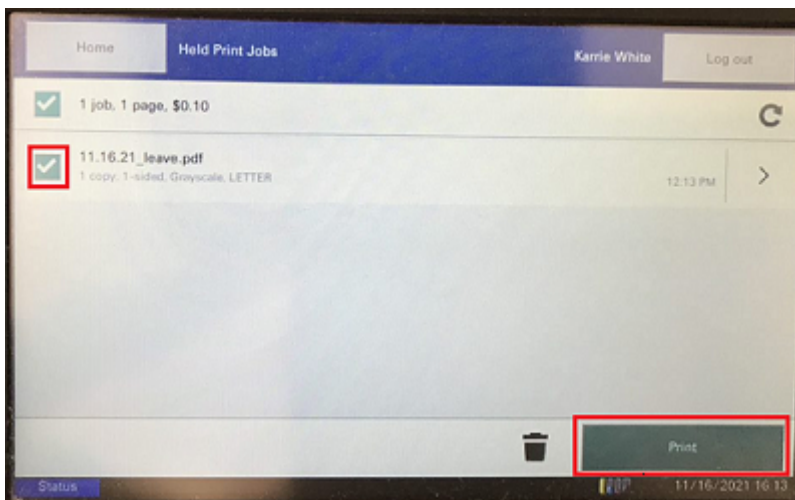 Home
Held Print Jobs
Karrie White
Log out
1 job, 1 page, $0.10
11.16.21_leave.pdf
1 copy, 1-sided, Grayscale, LETTER
12:13 PM
Print
Status
11/16/2021 16:13